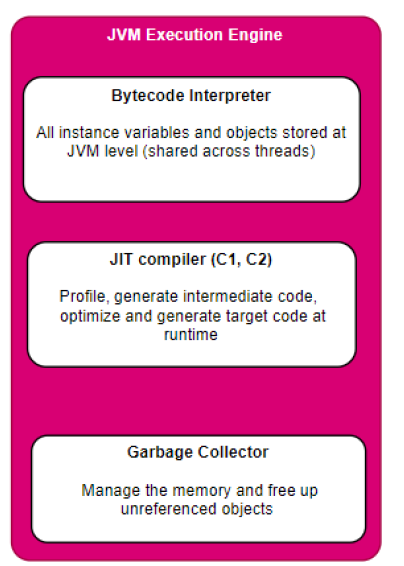 JVM Execution Engine
Bytecode Interpreter
All instance variables and objects stored at
JVM level (shared across threads)
JIT compiler (C1, C2)
Profile, generate intermediate code,
optimize and generate target code at
runtime
Garbage Collector
Manage the memory and free up
unreferenced objects